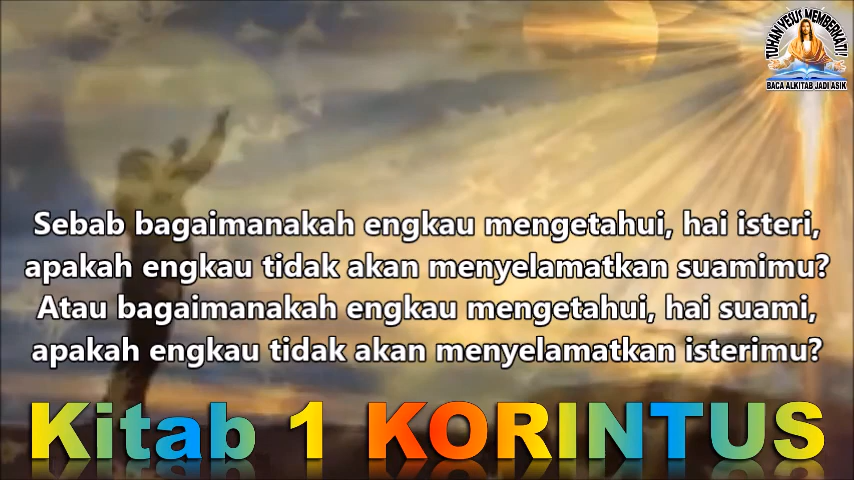 TUHAN YESUS MEMBERKATI!
BACA ALKITAB JADI ASIK
Sebab bagaimanakah engkau mengetahui, hai isteri,
apakah engkau tidak akan menyelamatkan suamimu?
Atau bagaimanakah engkau mengetahui, hai suami,
apakah engkau tidak akan menyelamatkan isterimu?
Kitab 1 KORINTUS